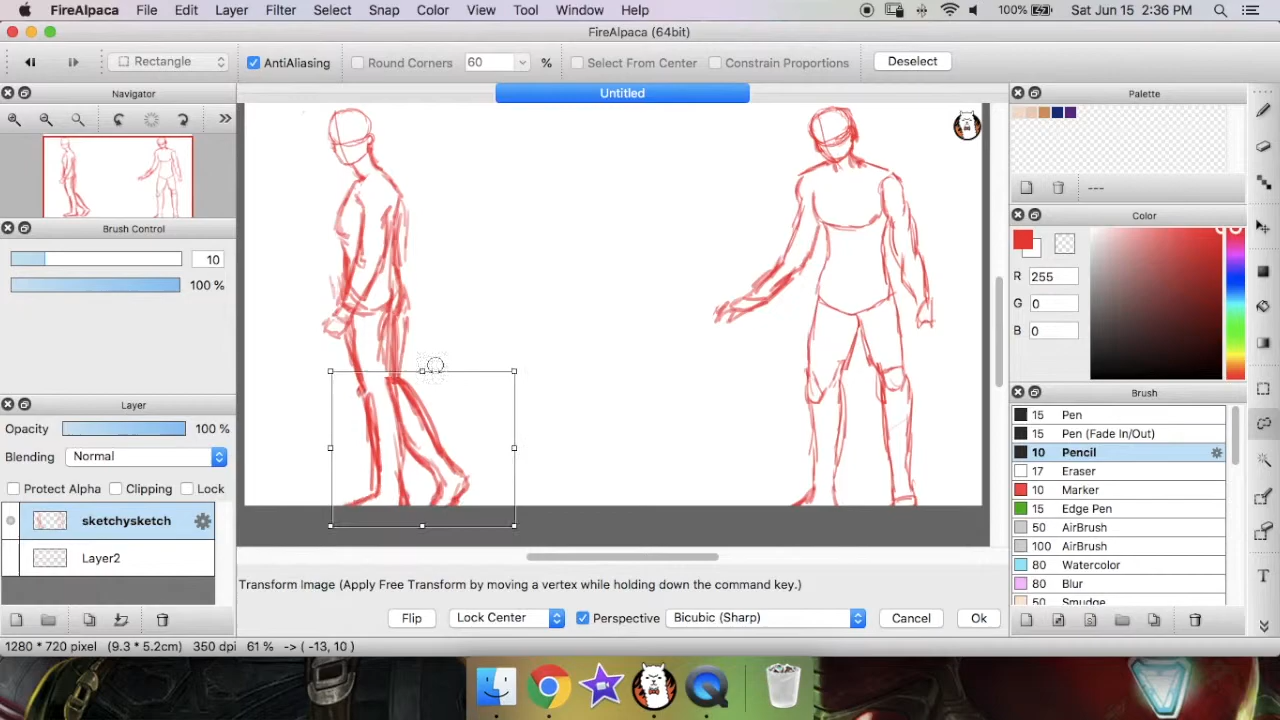 FireAlpaca File Edit Layer Filter Select Snap Color View Tool Window Help 100% Sat Jun 15 2:36 PM
FireAlpaca (64bit)
Rectangle AntiAliasing Round Corners 60 % Select From Center Constrain Proportions Deselect
Navigator
Untitled
Palette
---
Brush Control
10
100 %
Color
R 255
G 0
B 0
Layer
Opacity 100 %
Blending Normal
Protect Alpha Clipping Lock
sketchysketch
Layer2
Brush
15 Pen
15 Pen (Fade In/Out)
10 Pencil
17 Eraser
10 Marker
15 Edge Pen
50 AirBrush
100 AirBrush
80 Watercolor
80 Blur
50 Smudge
T
Transform Image (Apply Free Transform by moving a vertex while holding down the command key.)
Flip Lock Center Perspective Bicubic (Sharp) Cancel Ok
1280 * 720 pixel (9.3 * 5.2cm) 350 dpi 61 % -> ( -13, 10 )